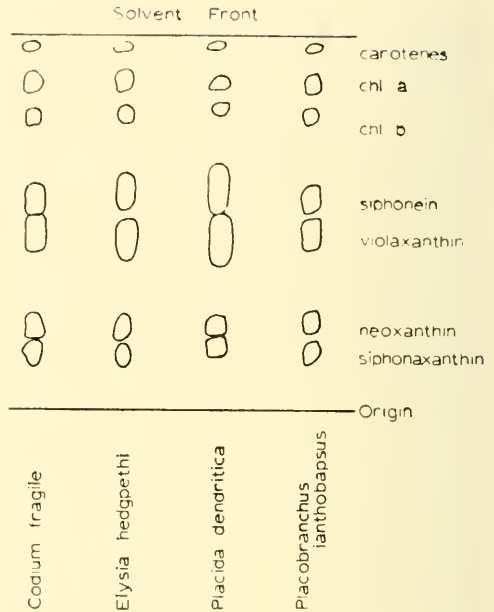 Solvent Front
carotenes
chl a
chl b
siphonein
violaxanthin
neoxanthin
siphonaxanthin
Origin
Codium fragile
Elysia hedgpethi
Placida dendritica
Placobranchus
ianthobapsus